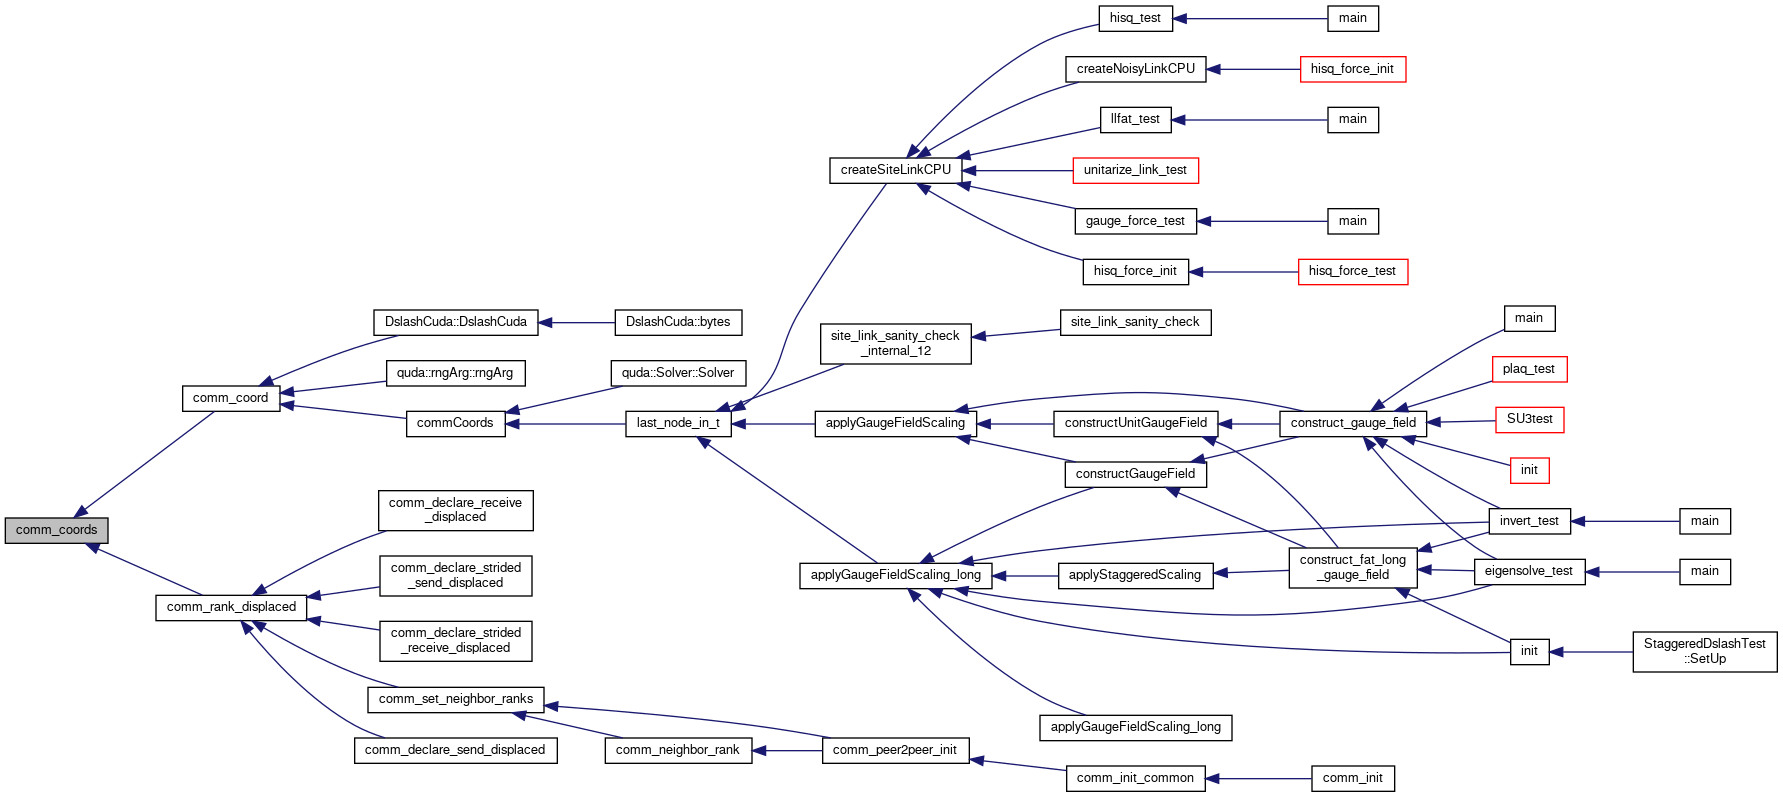 hisq_test
main
createNoisyLinkCPU
hisq_force_init
llfat_test
main
createSiteLinkCPU
unitarize_link_test
gauge_force_test
main
hisq_force_init
hisq_force_test
DslashCuda::DslashCuda
DslashCuda::bytes
site_link_sanity_check
_internal_12
site_link_sanity_check
main
quda::rngArg::rngArg
quda::Solver::Solver
plaq_test
comm_coord
commCoords
last_node_in_t
applyGaugeFieldScaling
constructUnitGaugeField
construct_gauge_field
SU3test
constructGaugeField
init
comm_coords
comm_declare_receive
_displaced
invert_test
main
comm_declare_strided
_send_displaced
applyGaugeFieldScaling_long
applyStaggeredScaling
construct_fat_long
_gauge_field
eigensolve_test
main
comm_rank_displaced
comm_declare_strided
_receive_displaced
init
StaggeredDslashTest
::SetUp
comm_set_neighbor_ranks
applyGaugeFieldScaling_long
comm_declare_send_displaced
comm_neighbor_rank
comm_peer2peer_init
comm_init_common
comm_init